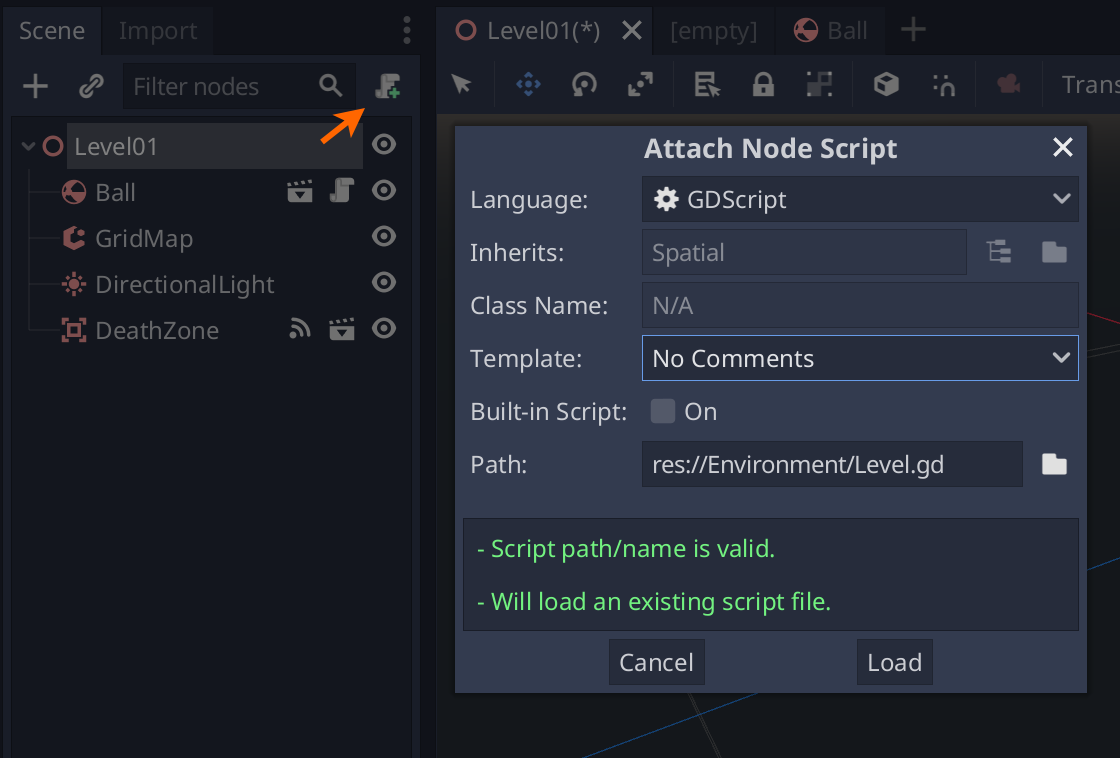 Scene Import
Level01(*) [empty] Ball
Filter nodes
Trans
Level01
Ball
GridMap
DirectionalLight
DeathZone
Attach Node Script
Language: GDScript
Inherits: Spatial
Class Name: N/A
Template: No Comments
Built-in Script: On
Path: res://Environment/Level.gd
- Script path/name is valid.
- Will load an existing script file.
Cancel Load